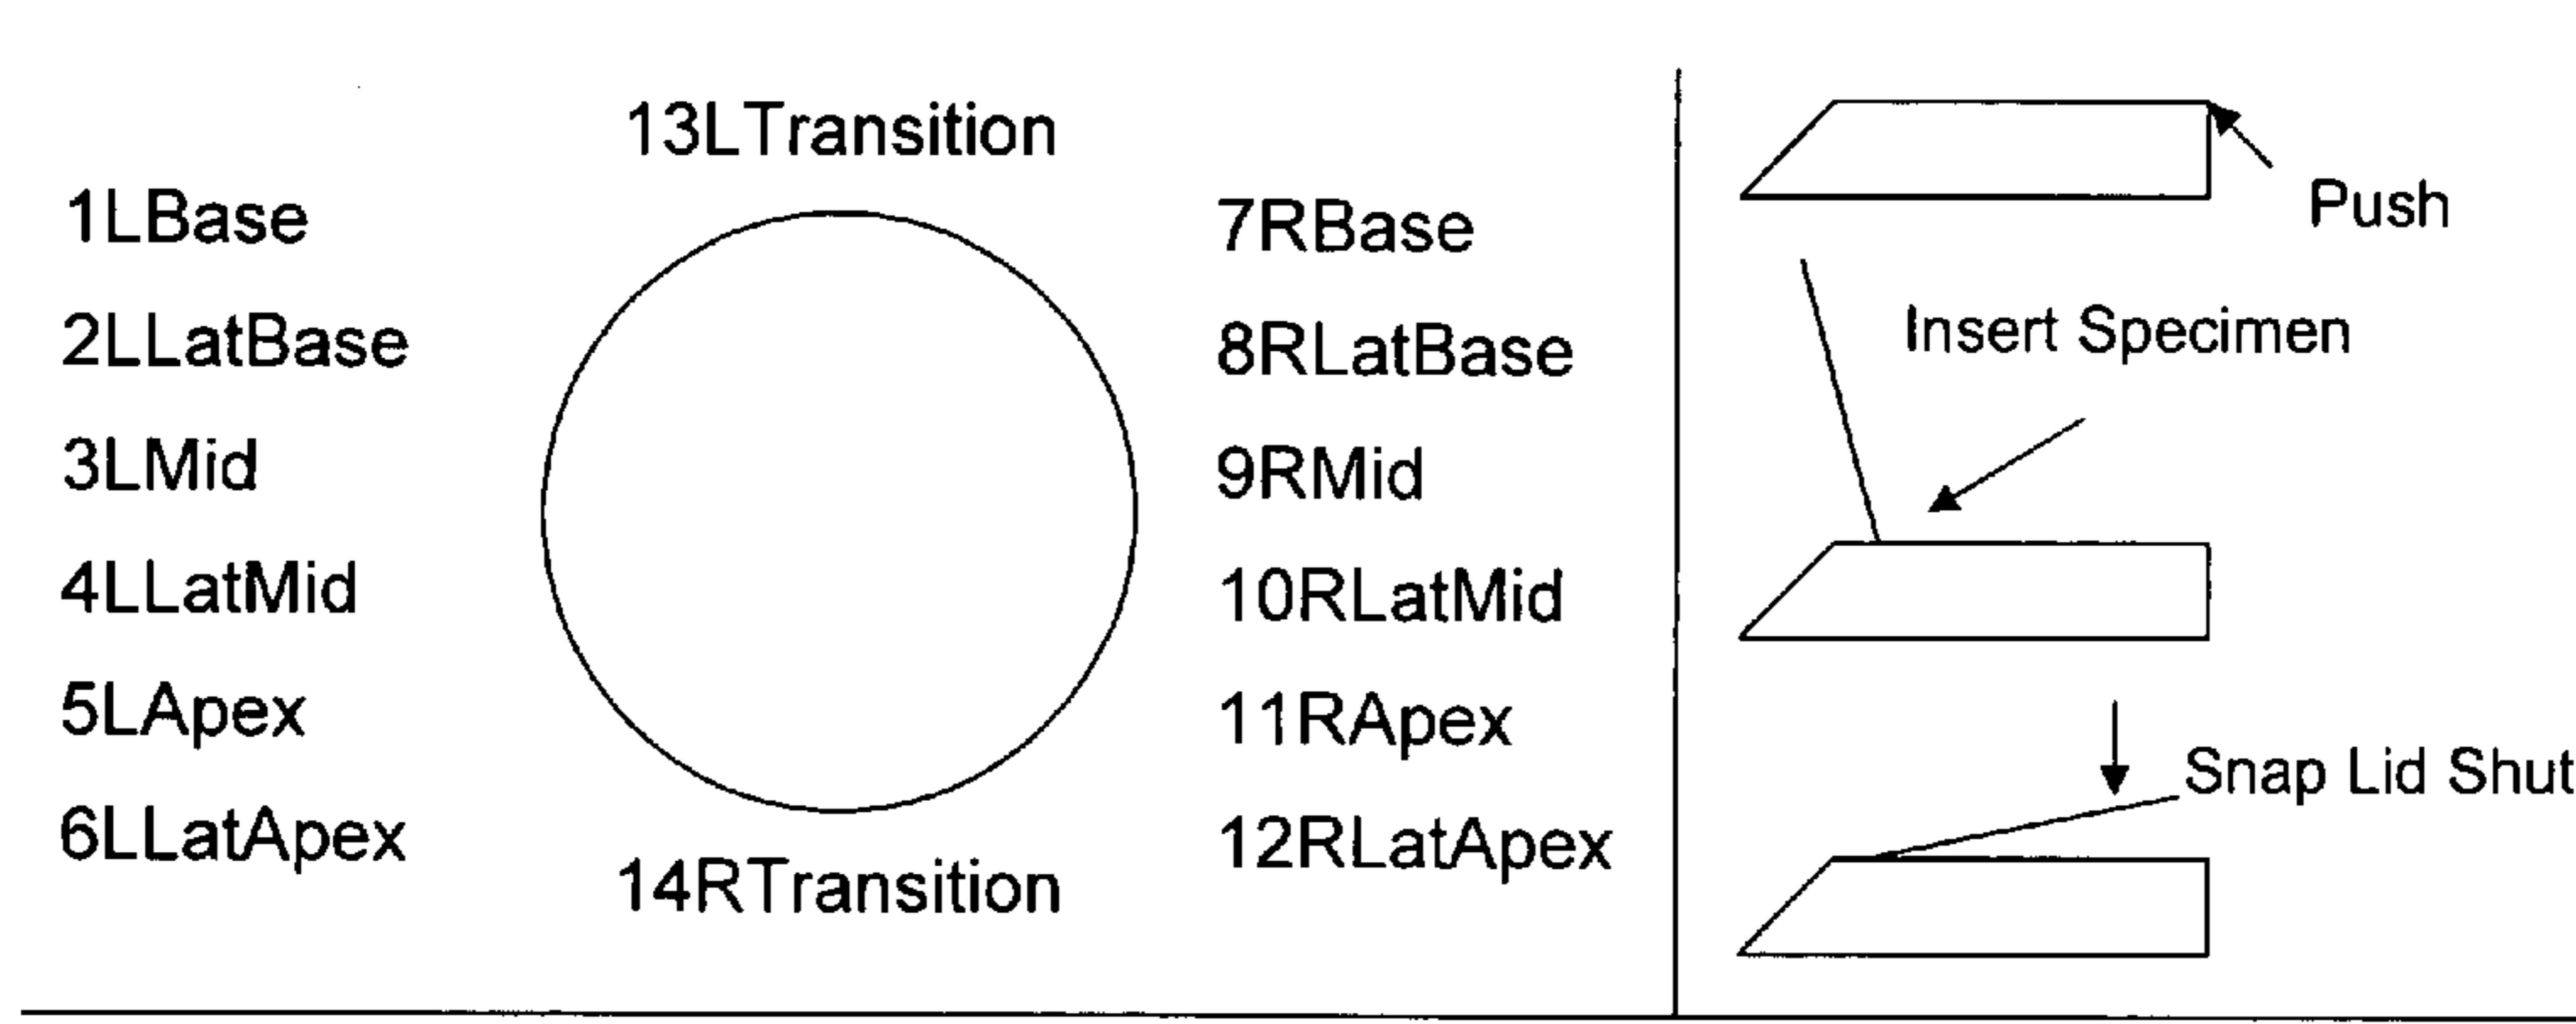 13LTransition
1LBase
2LLatBase
3LMid
4LLatMid
5LApex
6LLatApex
14RTransition
7RBase
8RLatBase
9RMid
10RLatMid
11RApex
12RLatApex
Push
Insert Specimen
Snap Lid Shut